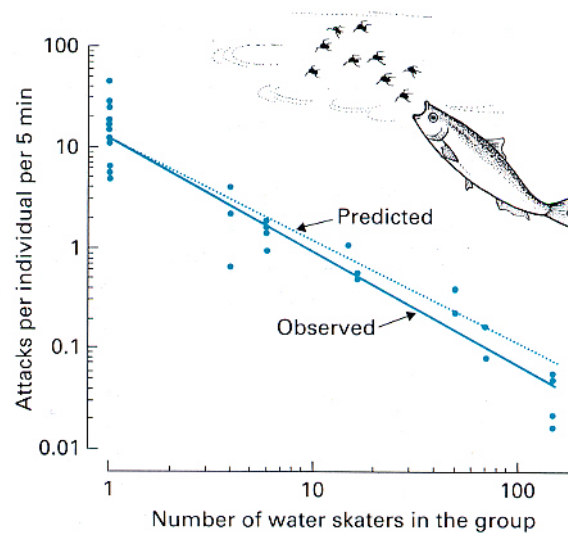 100
10
1
0.1
0.01
Attacks per individual per 5 min
Predicted
Observed
1
10
100
Number of water skaters in the group